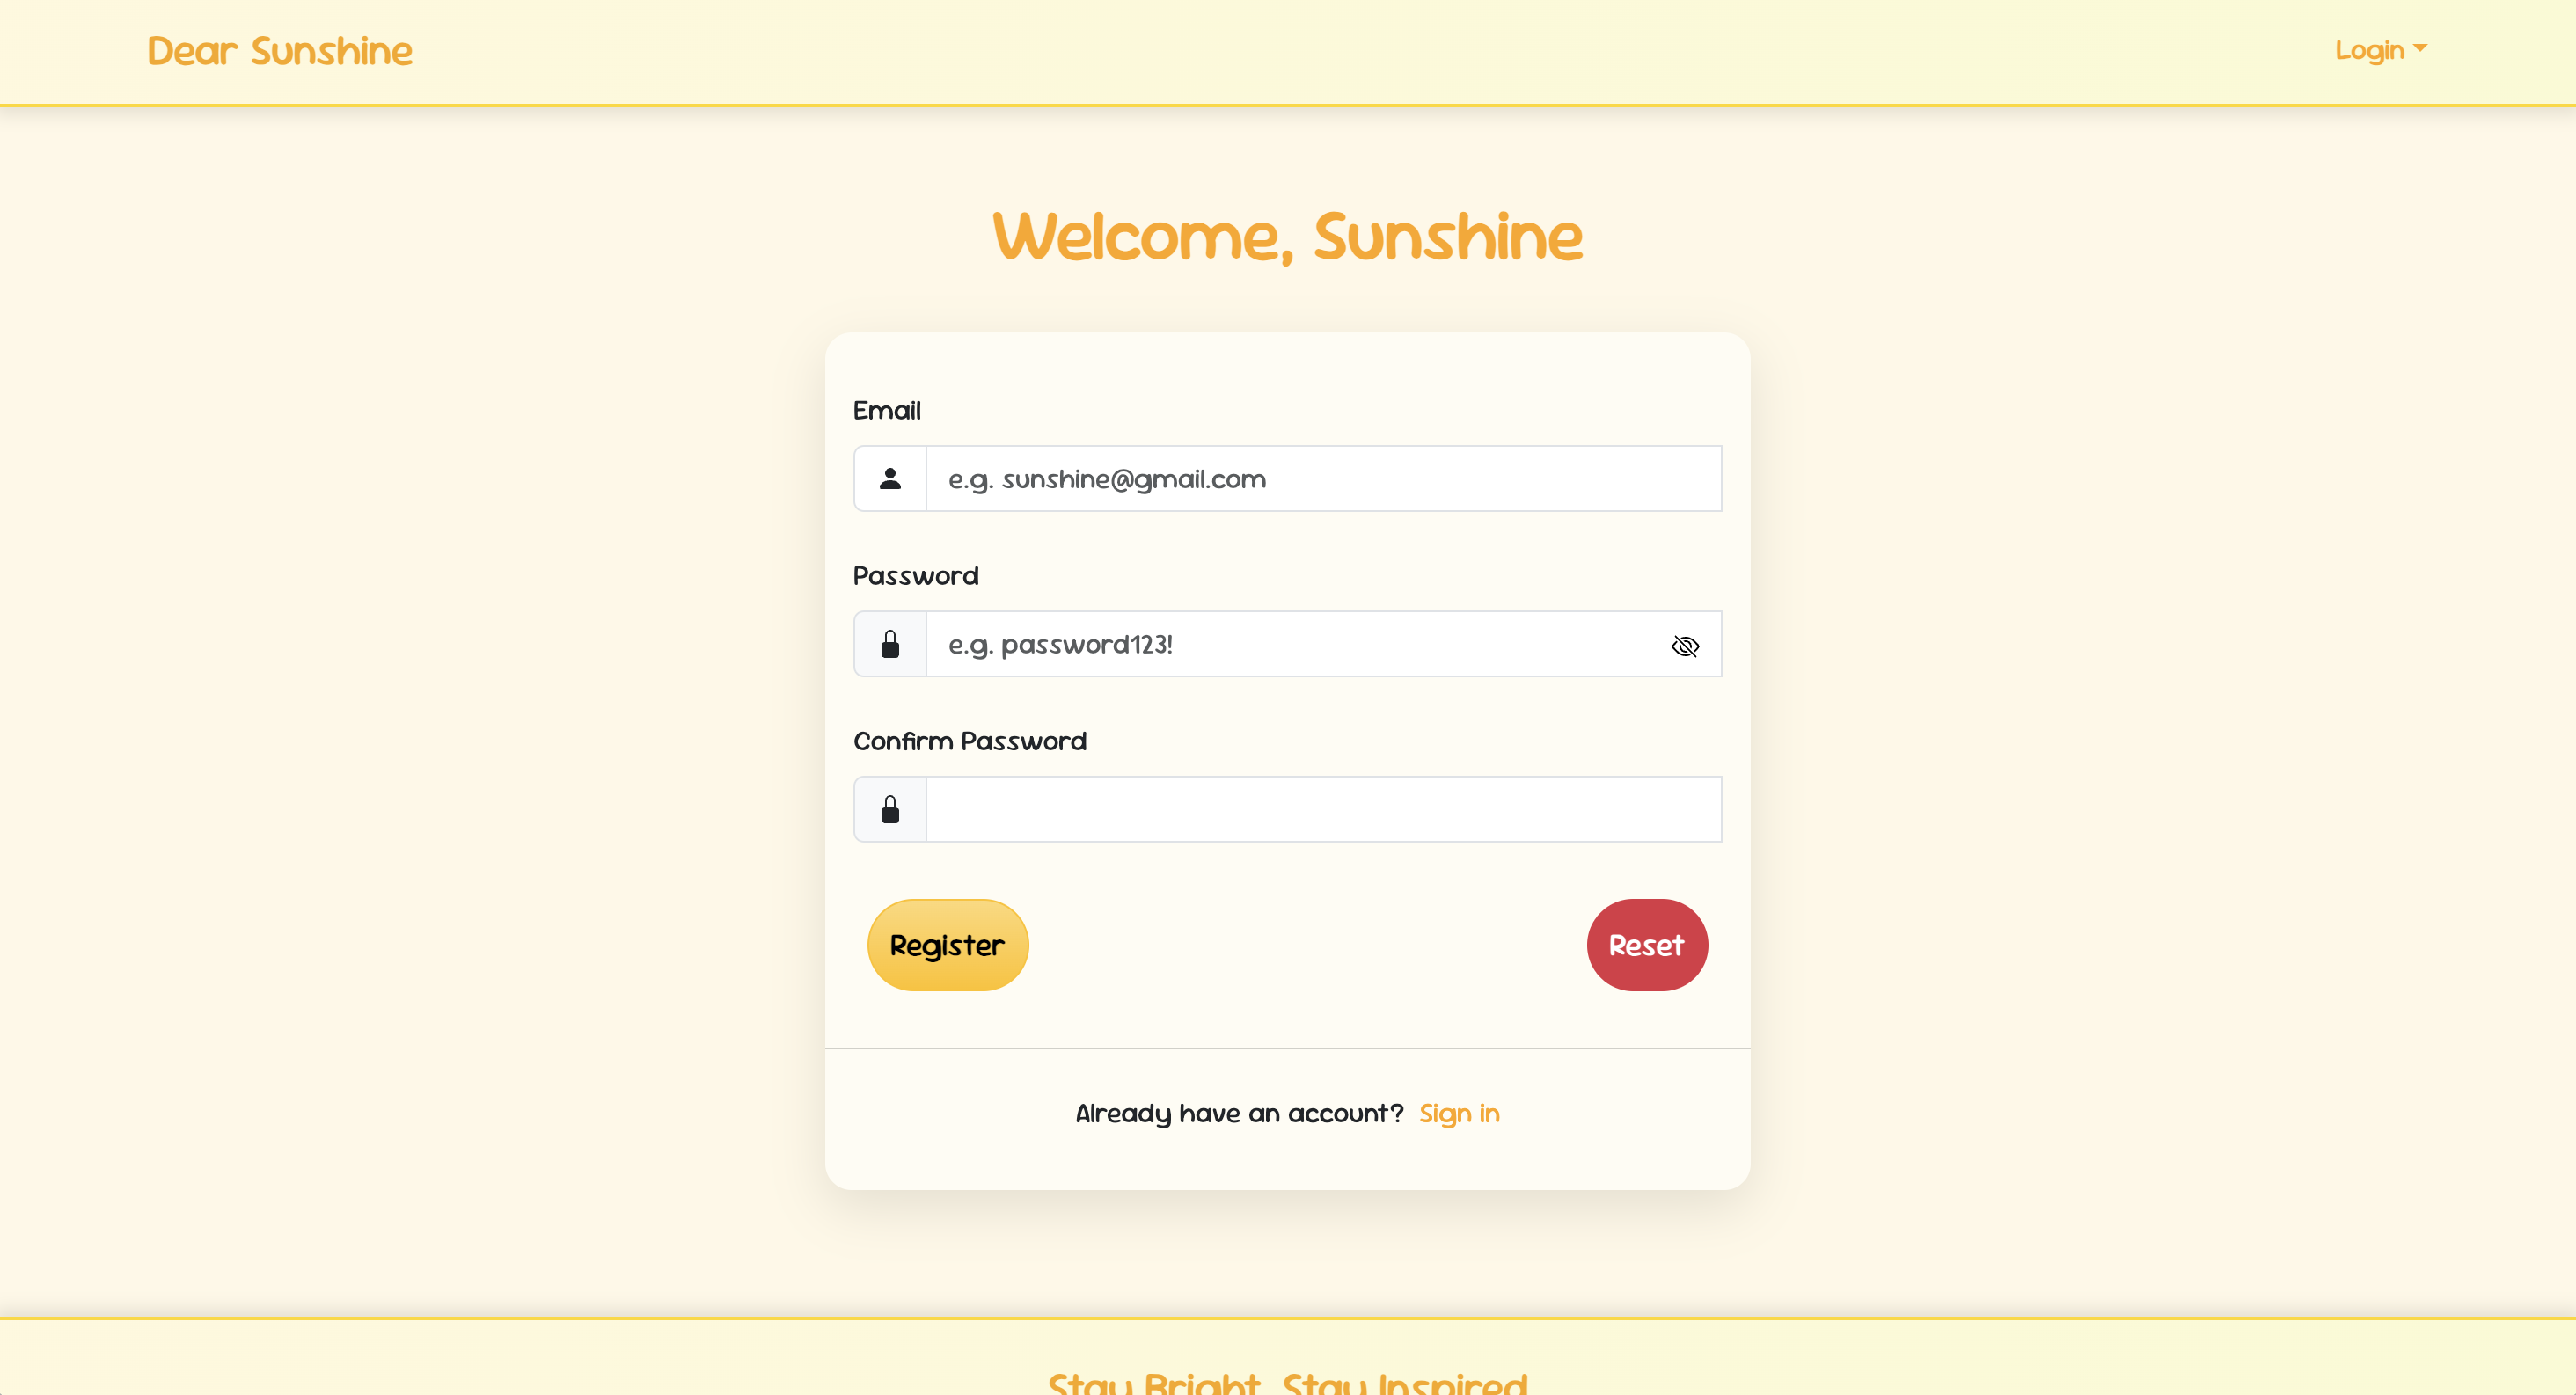 Dear Sunshine
Login
Welcome, Sunshine
Email
e.g. sunshine@gmail.com
Password
e.g. password123!
Confirm Password
Register
Reset
Already have an account? Sign in
Stay Bright, Stay Inspired